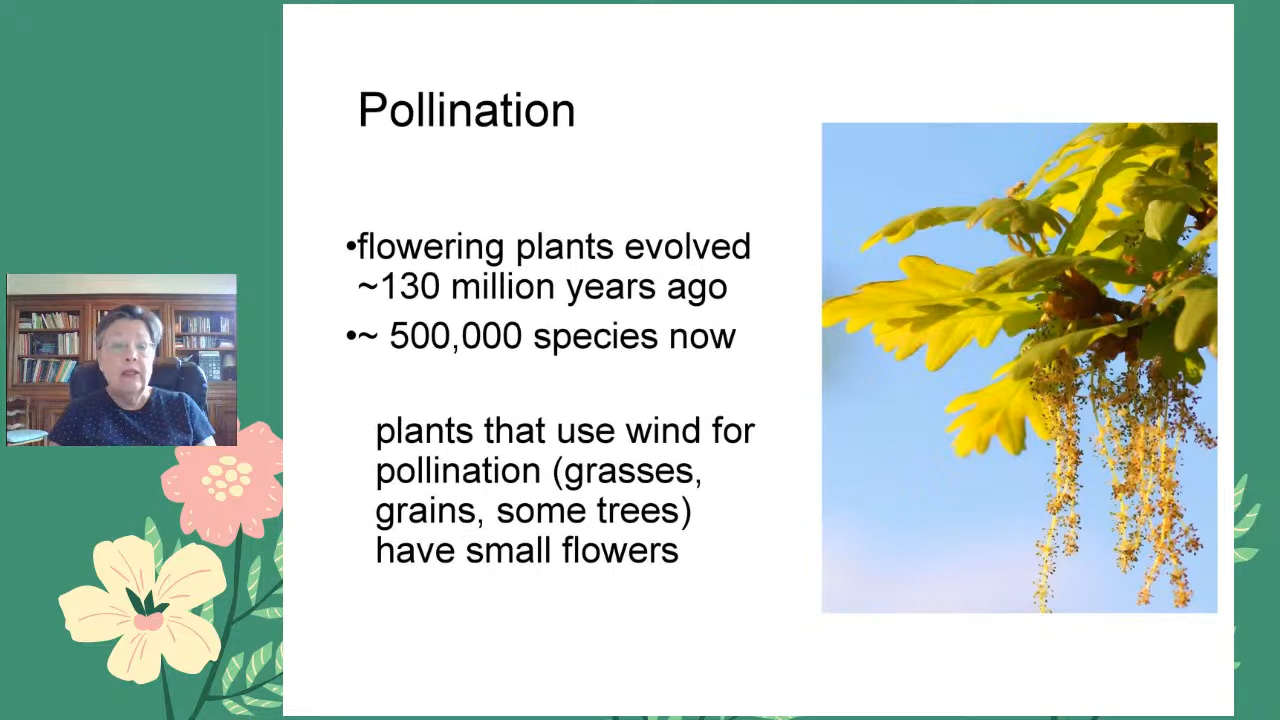 Pollination
•flowering plants evolved
~130 million years ago
•~ 500,000 species now
plants that use wind for
pollination (grasses,
grains, some trees)
have small flowers